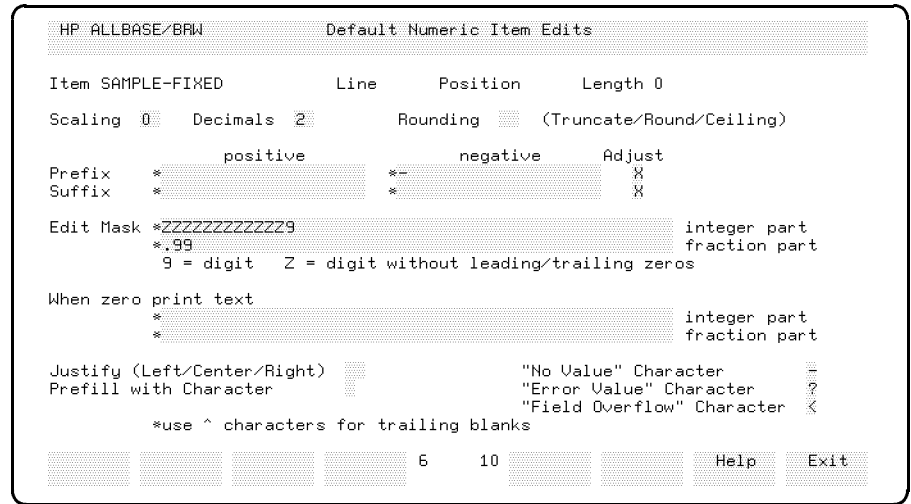 HP ALLBASE/BRW Default Numeric Item Edits
Item SAMPLE-FIXED Line Position Length 0
Scaling 0 Decimals 2 Rounding (Truncate/Round/Ceiling)
positive negative Adjust
Prefix * *- X
Suffix * * X
Edit Mask *ZZZZZZZZZZZZ9 integer part
*.99 fraction part
9 = digit Z = digit without leading/trailing zeros
When zero print text
* integer part
* fraction part
Justify (Left/Center/Right) "No Value" Character -
Prefill with Character "Error Value" Character ?
"Field Overflow" Character <
*use ^ characters for trailing blanks
6 10 Help Exit